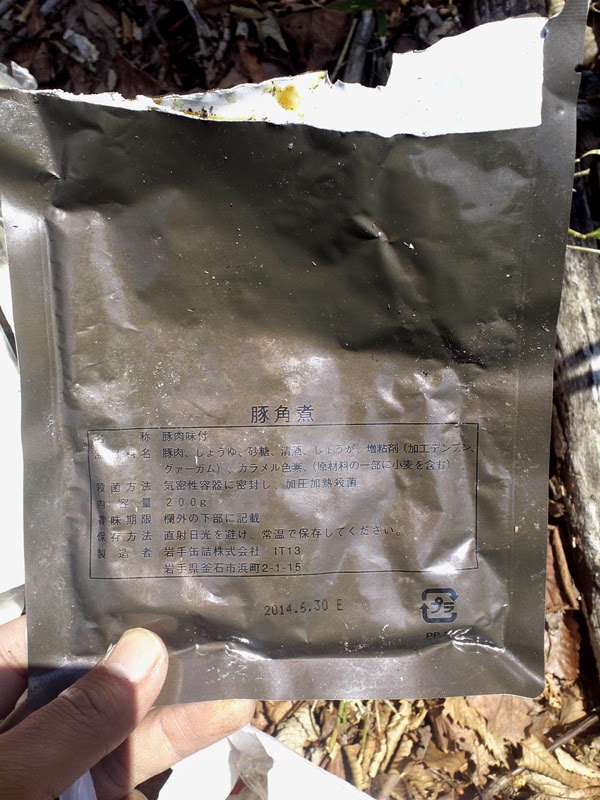 豚角煮
名 称 豚肉味付
原材料名 豚肉、しょうゆ、砂糖、清酒、しょうが、増粘剤（加工デンプン、
グァーガム）、カラメル色素、（原材料の一部に小麦を含む）
殺菌方法 気密性容器に密封し、加圧加熱殺菌
内容量 200g
賞味期限 欄外の下部に記載
保存方法 直射日光を避け、常温で保存してください。
製造者 岩手缶詰株式会社 IT13
岩手県釜石市浜町2-1-15
2014.6.30 E
プラ
PP